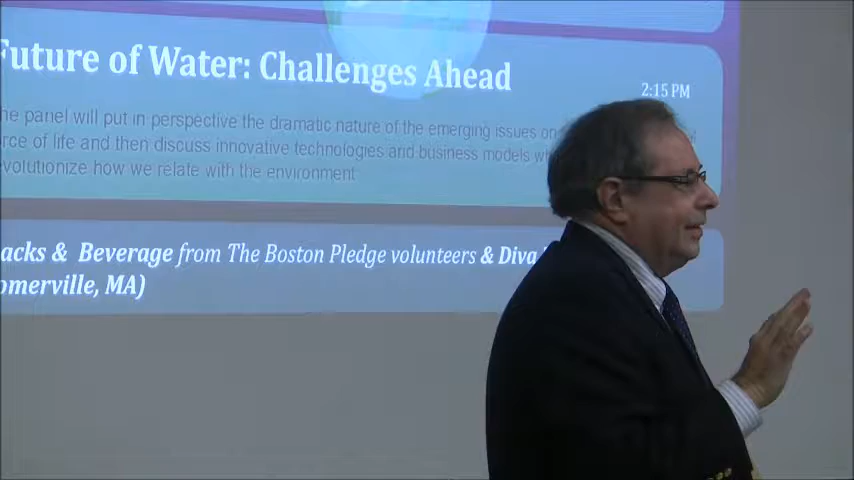 Future of Water: Challenges Ahead
2:15 PM
he panel will put in perspective the dramatic nature of the emerging issues on
rce of life and then discuss innovative technologies and business models w
evolutionize how we relate with the environment
acks & Beverage from The Boston Pledge volunteers & Diva
omerville, MA)